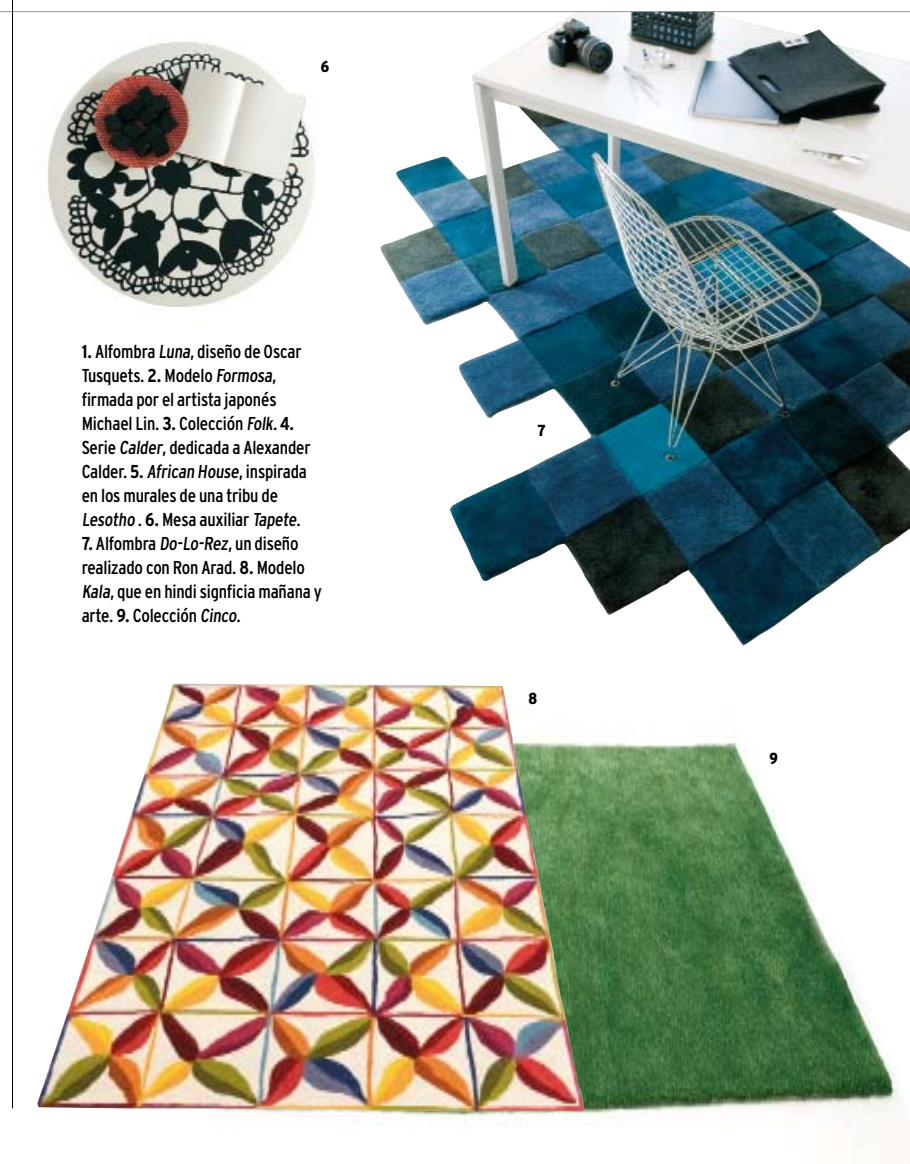 6
1. Alfombra Luna, diseño de Oscar
Tusquets. 2. Modelo Formosa,
firmada por el artista japonés
Michael Lin. 3. Colección Folk. 4.
Serie Calder, dedicada a Alexander
Calder. 5. African House, inspirada
en los murales de una tribu de
Lesotho . 6. Mesa auxiliar Tapete.
7. Alfombra Do-Lo-Rez, un diseño
realizado con Ron Arad. 8. Modelo
Kala, que en hindi signficia mañana y
arte. 9. Colección Cinco.
7
8
9